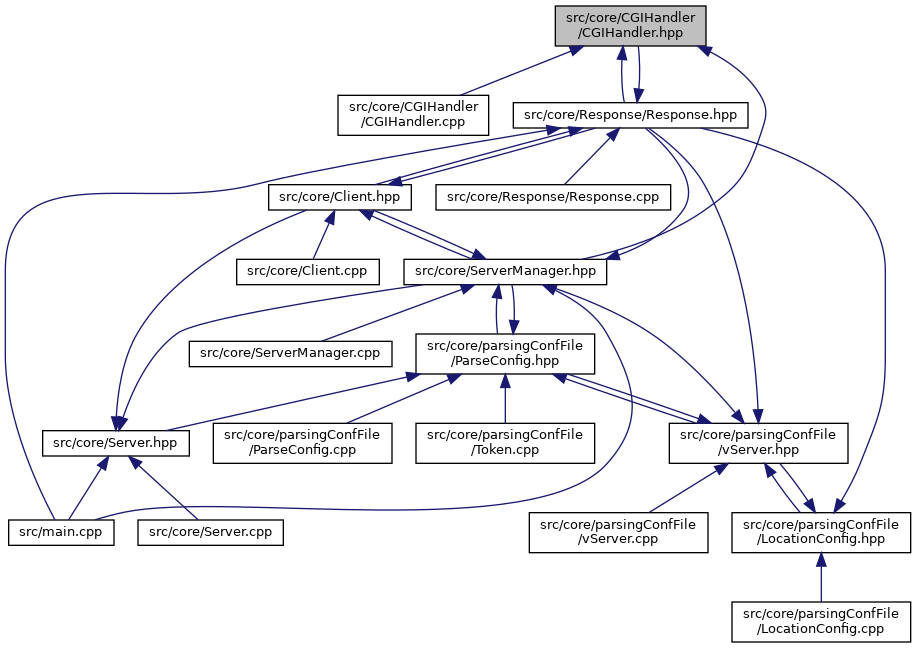 src/core/CGIHandler
/CGIHandler.hpp
src/core/CGIHandler
/CGIHandler.cpp
src/core/Response/Response.hpp
src/core/Client.hpp
src/core/Response/Response.cpp
src/core/Client.cpp
src/core/ServerManager.hpp
src/core/ServerManager.cpp
src/core/parsingConfFile
/ParseConfig.hpp
src/core/Server.hpp
src/core/parsingConfFile
/ParseConfig.cpp
src/core/parsingConfFile
/Token.cpp
src/core/parsingConfFile
/vServer.hpp
src/main.cpp
src/core/Server.cpp
src/core/parsingConfFile
/vServer.cpp
src/core/parsingConfFile
/LocationConfig.hpp
src/core/parsingConfFile
/LocationConfig.cpp